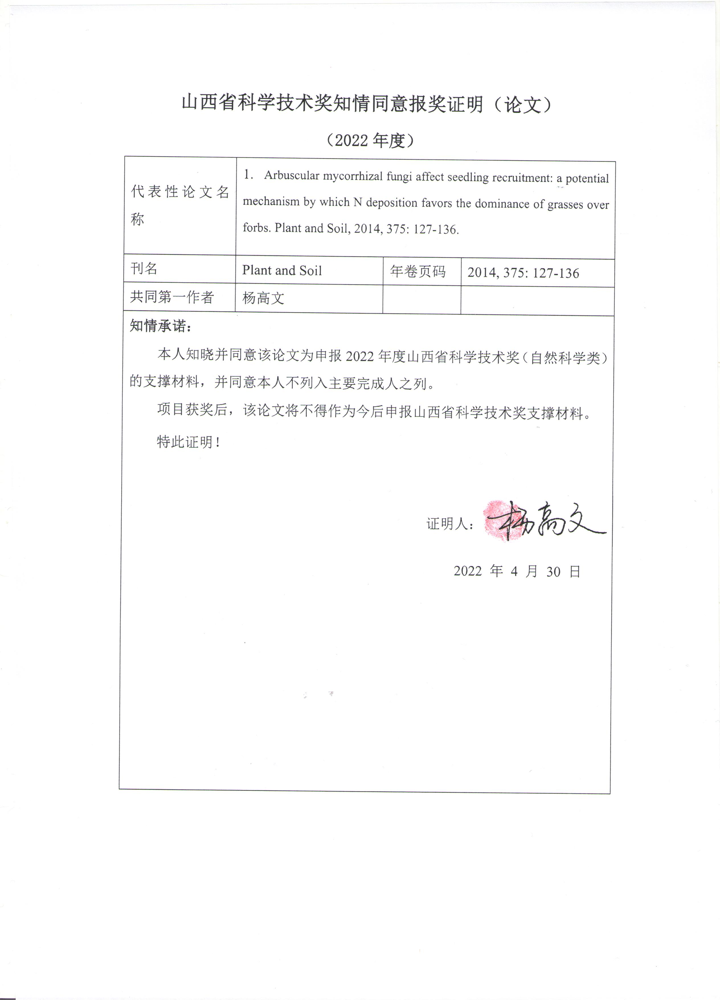 山西省科学技术奖知情同意报奖证明（论文）
（2022 年度）
代表性论文名
称
1. Arbuscular mycorrhizal fungi affect seedling recruitment: a potential
mechanism by which N deposition favors the dominance of grasses over
forbs. Plant and Soil, 2014, 375: 127-136.
刊名
Plant and Soil
年卷页码
2014, 375: 127-136
共同第一作者
杨高文
知情承诺：
本人知晓并同意该论文为申报 2022 年度山西省科学技术奖（自然科学类）
的支撑材料，并同意本人不列入主要完成人之列。
项目获奖后，该论文将不得作为今后申报山西省科学技术奖支撑材料。
特此证明！
证明人：杨高文
2022 年 4 月 30 日